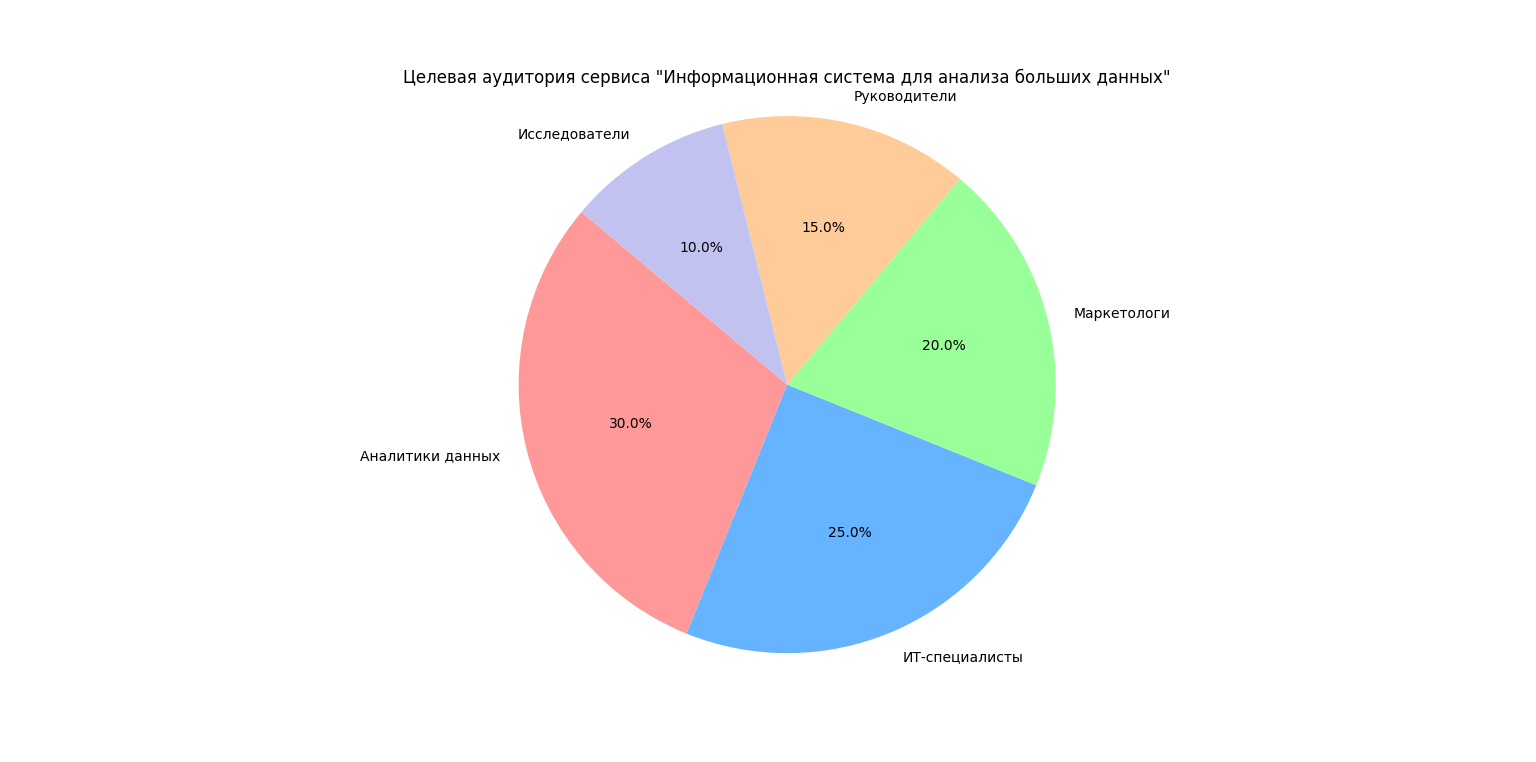 Целевая аудитория сервиса "Информационная система для анализа больших данных"
Руководители
Исследователи
15.0%
10.0%
Маркетологи
20.0%
30.0%
Аналитики данных
25.0%
ИТ-специалисты